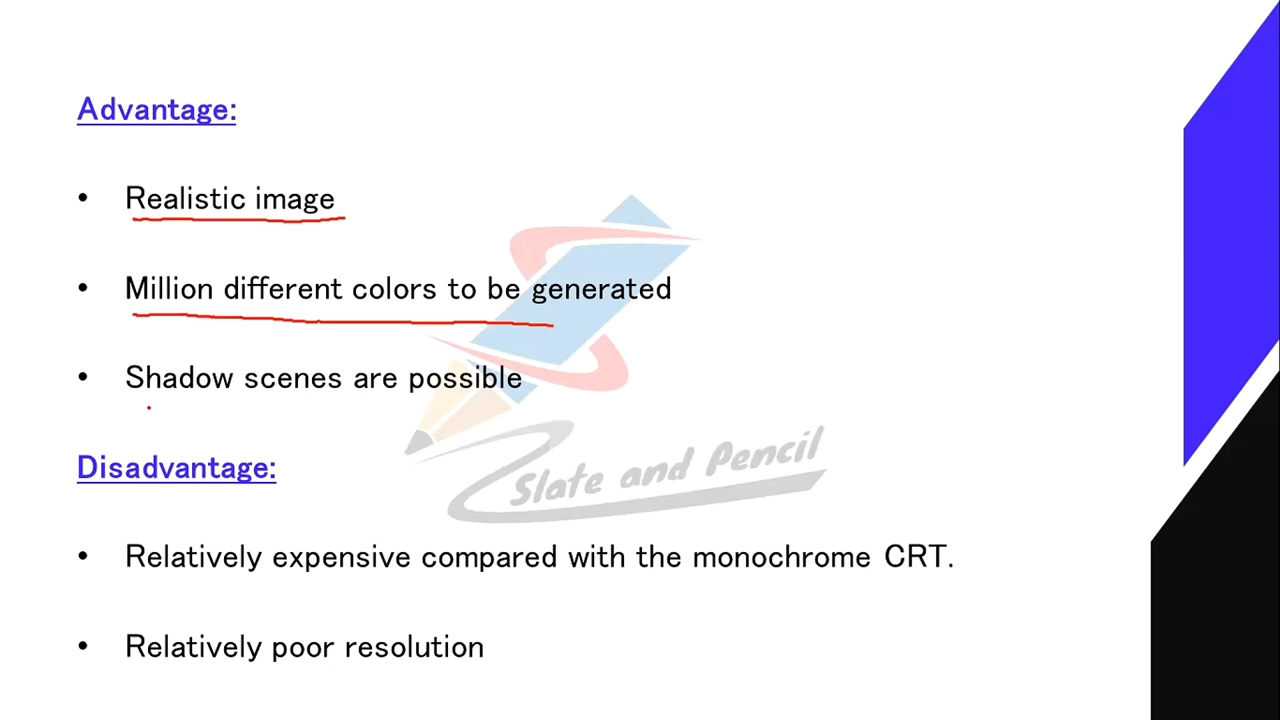 Advantage:
• Realistic image
• Million different colors to be generated
• Shadow scenes are possible
Slate and Pencil
Disadvantage:
• Relatively expensive compared with the monochrome CRT.
• Relatively poor resolution